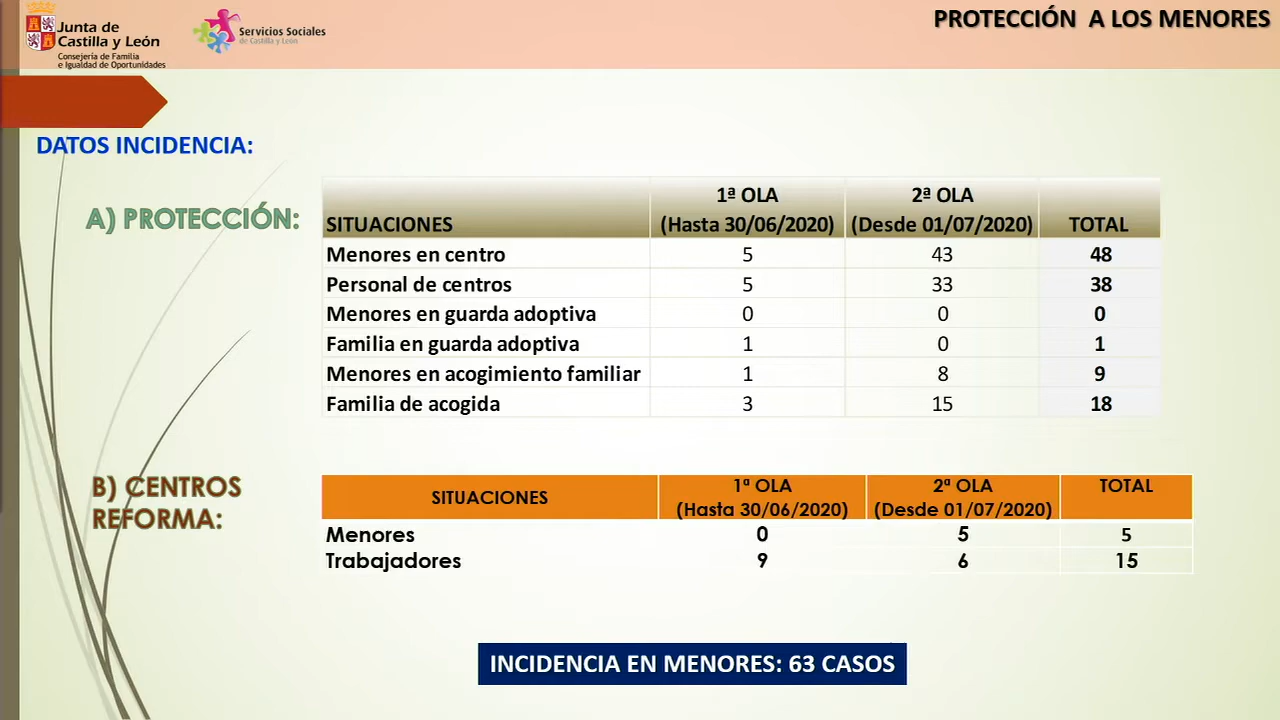 Junta de
Castilla y León
Consejería de Familia
e Igualdad de Oportunidades
Servicios Sociales
de Castilla y León
PROTECCIÓN A LOS MENORES
DATOS INCIDENCIA:
A) PROTECCIÓN:
SITUACIONES 1ª OLA (Hasta 30/06/2020) 2ª OLA (Desde 01/07/2020) TOTAL
Menores en centro 5 43 48
Personal de centros 5 33 38
Menores en guarda adoptiva 0 0 0
Familia en guarda adoptiva 1 0 1
Menores en acogimiento familiar 1 8 9
Familia de acogida 3 15 18
B) CENTROS
REFORMA:
SITUACIONES 1ª OLA (Hasta 30/06/2020) 2ª OLA (Desde 01/07/2020) TOTAL
Menores 0 5 5
Trabajadores 9 6 15
INCIDENCIA EN MENORES: 63 CASOS